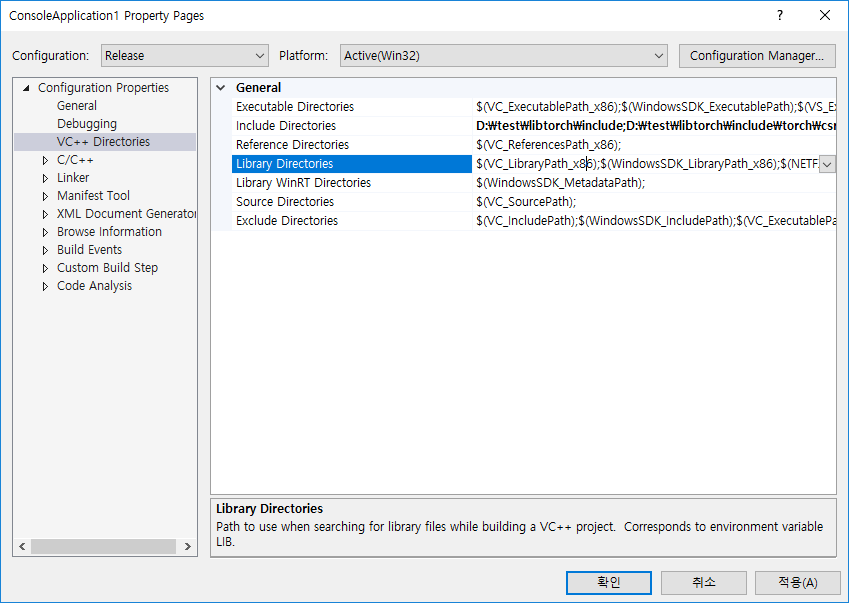 ConsoleApplication1 Property Pages
?
Configuration: Release Platform: Active(Win32) Configuration Manager...
Configuration Properties
General
Debugging
VC++ Directories
C/C++
Linker
Manifest Tool
XML Document Generator
Browse Information
Build Events
Custom Build Step
Code Analysis
General
Executable Directories $(VC_ExecutablePath_x86);$(WindowsSDK_ExecutablePath);$(VS_Ex
Include Directories D:₩test₩libtorch₩include;D:₩test₩libtorch₩include₩torch₩csr
Reference Directories $(VC_ReferencesPath_x86);
Library Directories $(VC_LibraryPath_x86);$(WindowsSDK_LibraryPath_x86);$(NETF
Library WinRT Directories $(WindowsSDK_MetadataPath);
Source Directories $(VC_SourcePath);
Exclude Directories $(VC_IncludePath);$(WindowsSDK_IncludePath);$(VC_ExecutablePa
Library Directories
Path to use when searching for library files while building a VC++ project. Corresponds to environment variable
LIB.
확인 취소 적용(A)